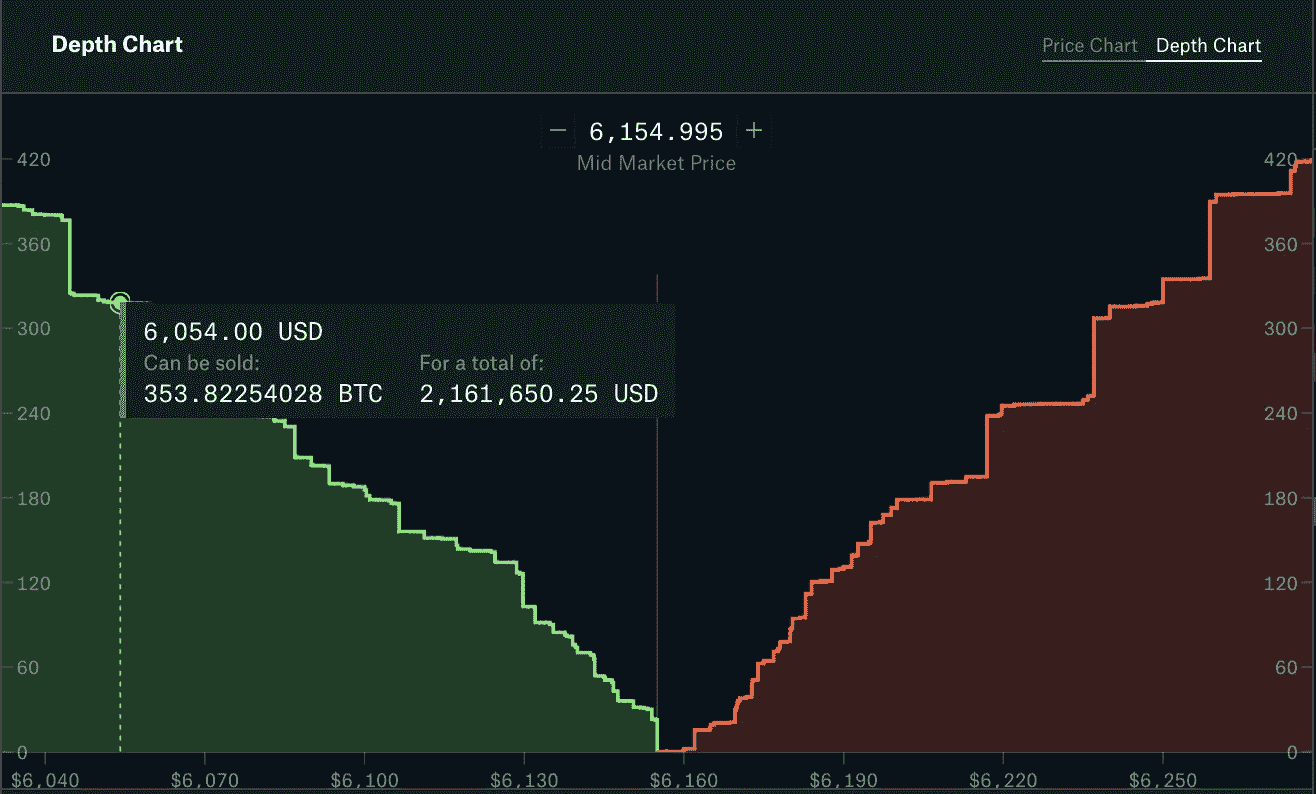 Depth Chart
Price Chart Depth Chart
− 6,154.995 +
Mid Market Price
420 420
360 360
300 300
6,054.00 USD
Can be sold: For a total of:
353.82254028 BTC 2,161,650.25 USD
240 240
180 180
120 120
60 60
0 0
$6,040 $6,070 $6,100 $6,130 $6,160 $6,190 $6,220 $6,250